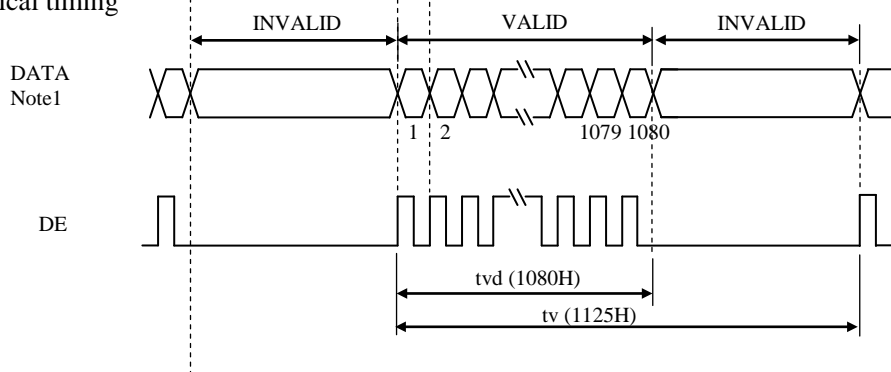 ical timing
INVALID VALID INVALID
DATA
Note1
1 2 1079 1080
DE
tvd (1080H)
tv (1125H)